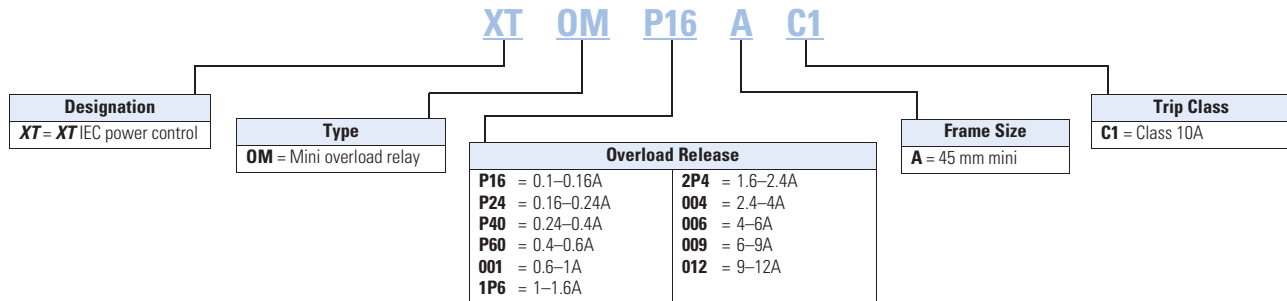 XT OM P16 A C1
Designation
XT = XT IEC power control
Type
OM = Mini overload relay
Overload Release
P16 = 0.1–0.16A
P24 = 0.16–0.24A
P40 = 0.24–0.4A
P60 = 0.4–0.6A
001 = 0.6–1A
1P6 = 1–1.6A
2P4 = 1.6–2.4A
004 = 2.4–4A
006 = 4–6A
009 = 6–9A
012 = 9–12A
Frame Size
A = 45 mm mini
Trip Class
C1 = Class 10A